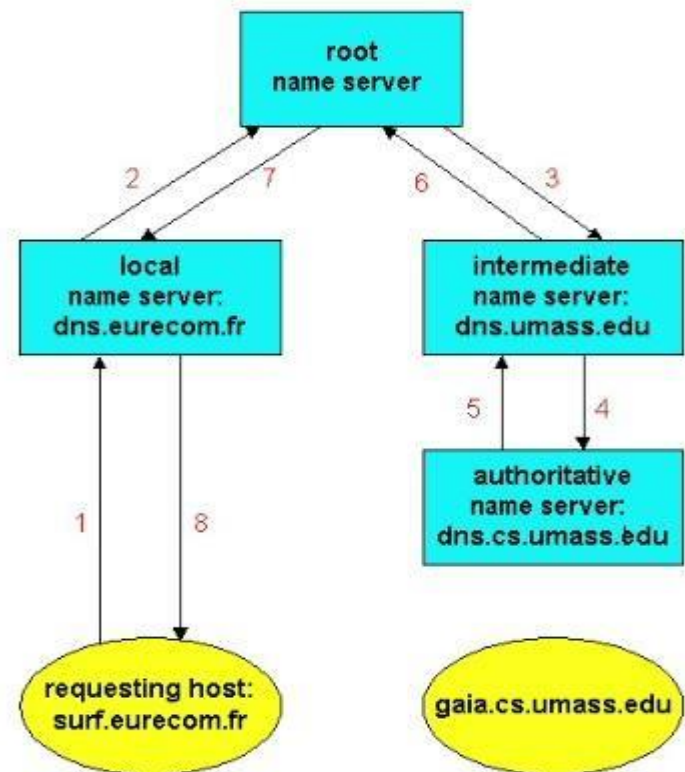 root
name server
2
7
6
3
local
name server:
dns.eurecom.fr
intermediate
name server:
dns.umass.edu
5
4
authoritative
name server:
dns.cs.umass.edu
1
8
requesting host:
surf.eurecom.fr
gaia.cs.umass.edu